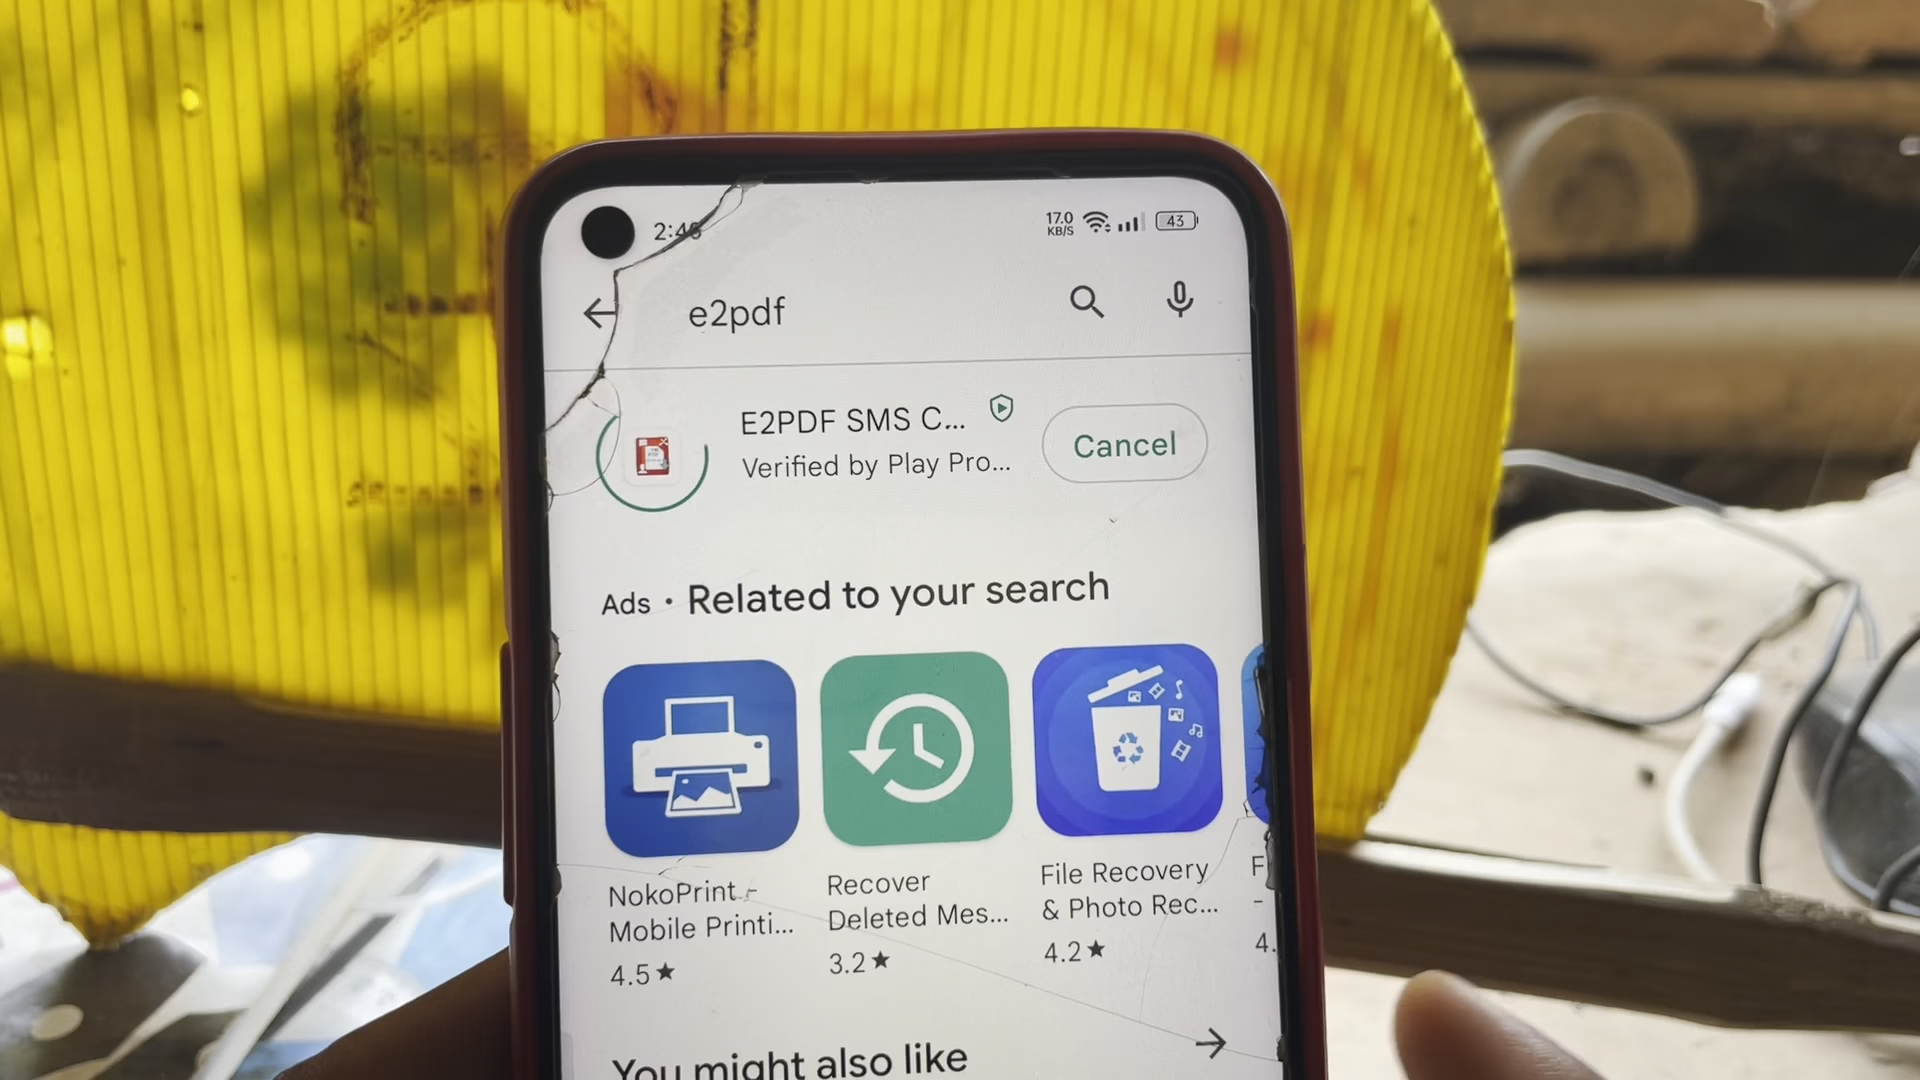 17.0
KB/S
43
e2pdf
E2PDF SMS C...
Verified by Play Pro...
Cancel
Ads • Related to your search
NokoPrint -
Mobile Printi...
4.5★
Recover
Deleted Mes...
3.2★
File Recovery
& Photo Rec...
4.2★
F
-
4.
You might also like